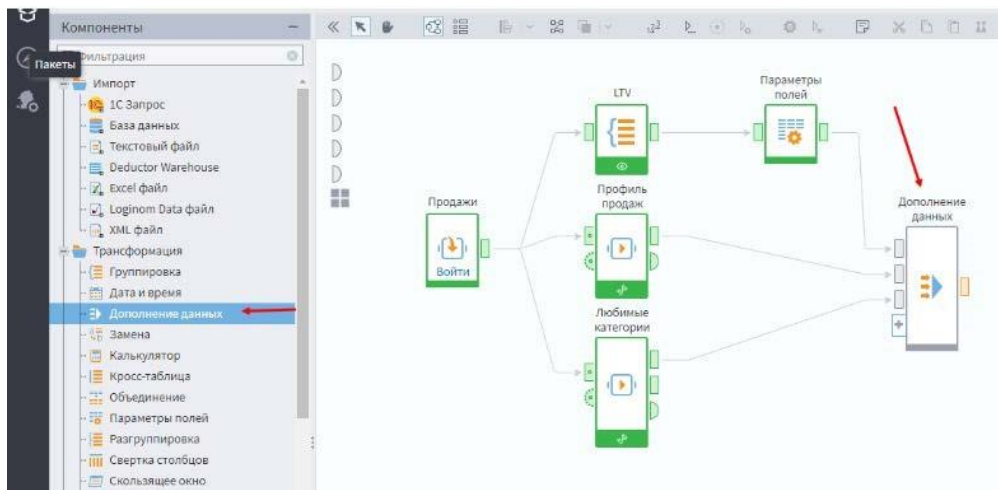 Компоненты
Фильтрация
Пакеты
Импорт
1С Запрос
База данных
Текстовый файл
Deductor Warehouse
Excel файл
Loginom Data файл
XML файл
Трансформация
Группировка
Дата и время
Дополнение данных
Замена
Калькулятор
Кросс-таблица
Объединение
Параметры полей
Разгруппировка
Свертка столбцов
Скользящее окно
Продажи
Войти
LTV
Профиль
продаж
Любимые
категории
Параметры
полей
Дополнение
данных